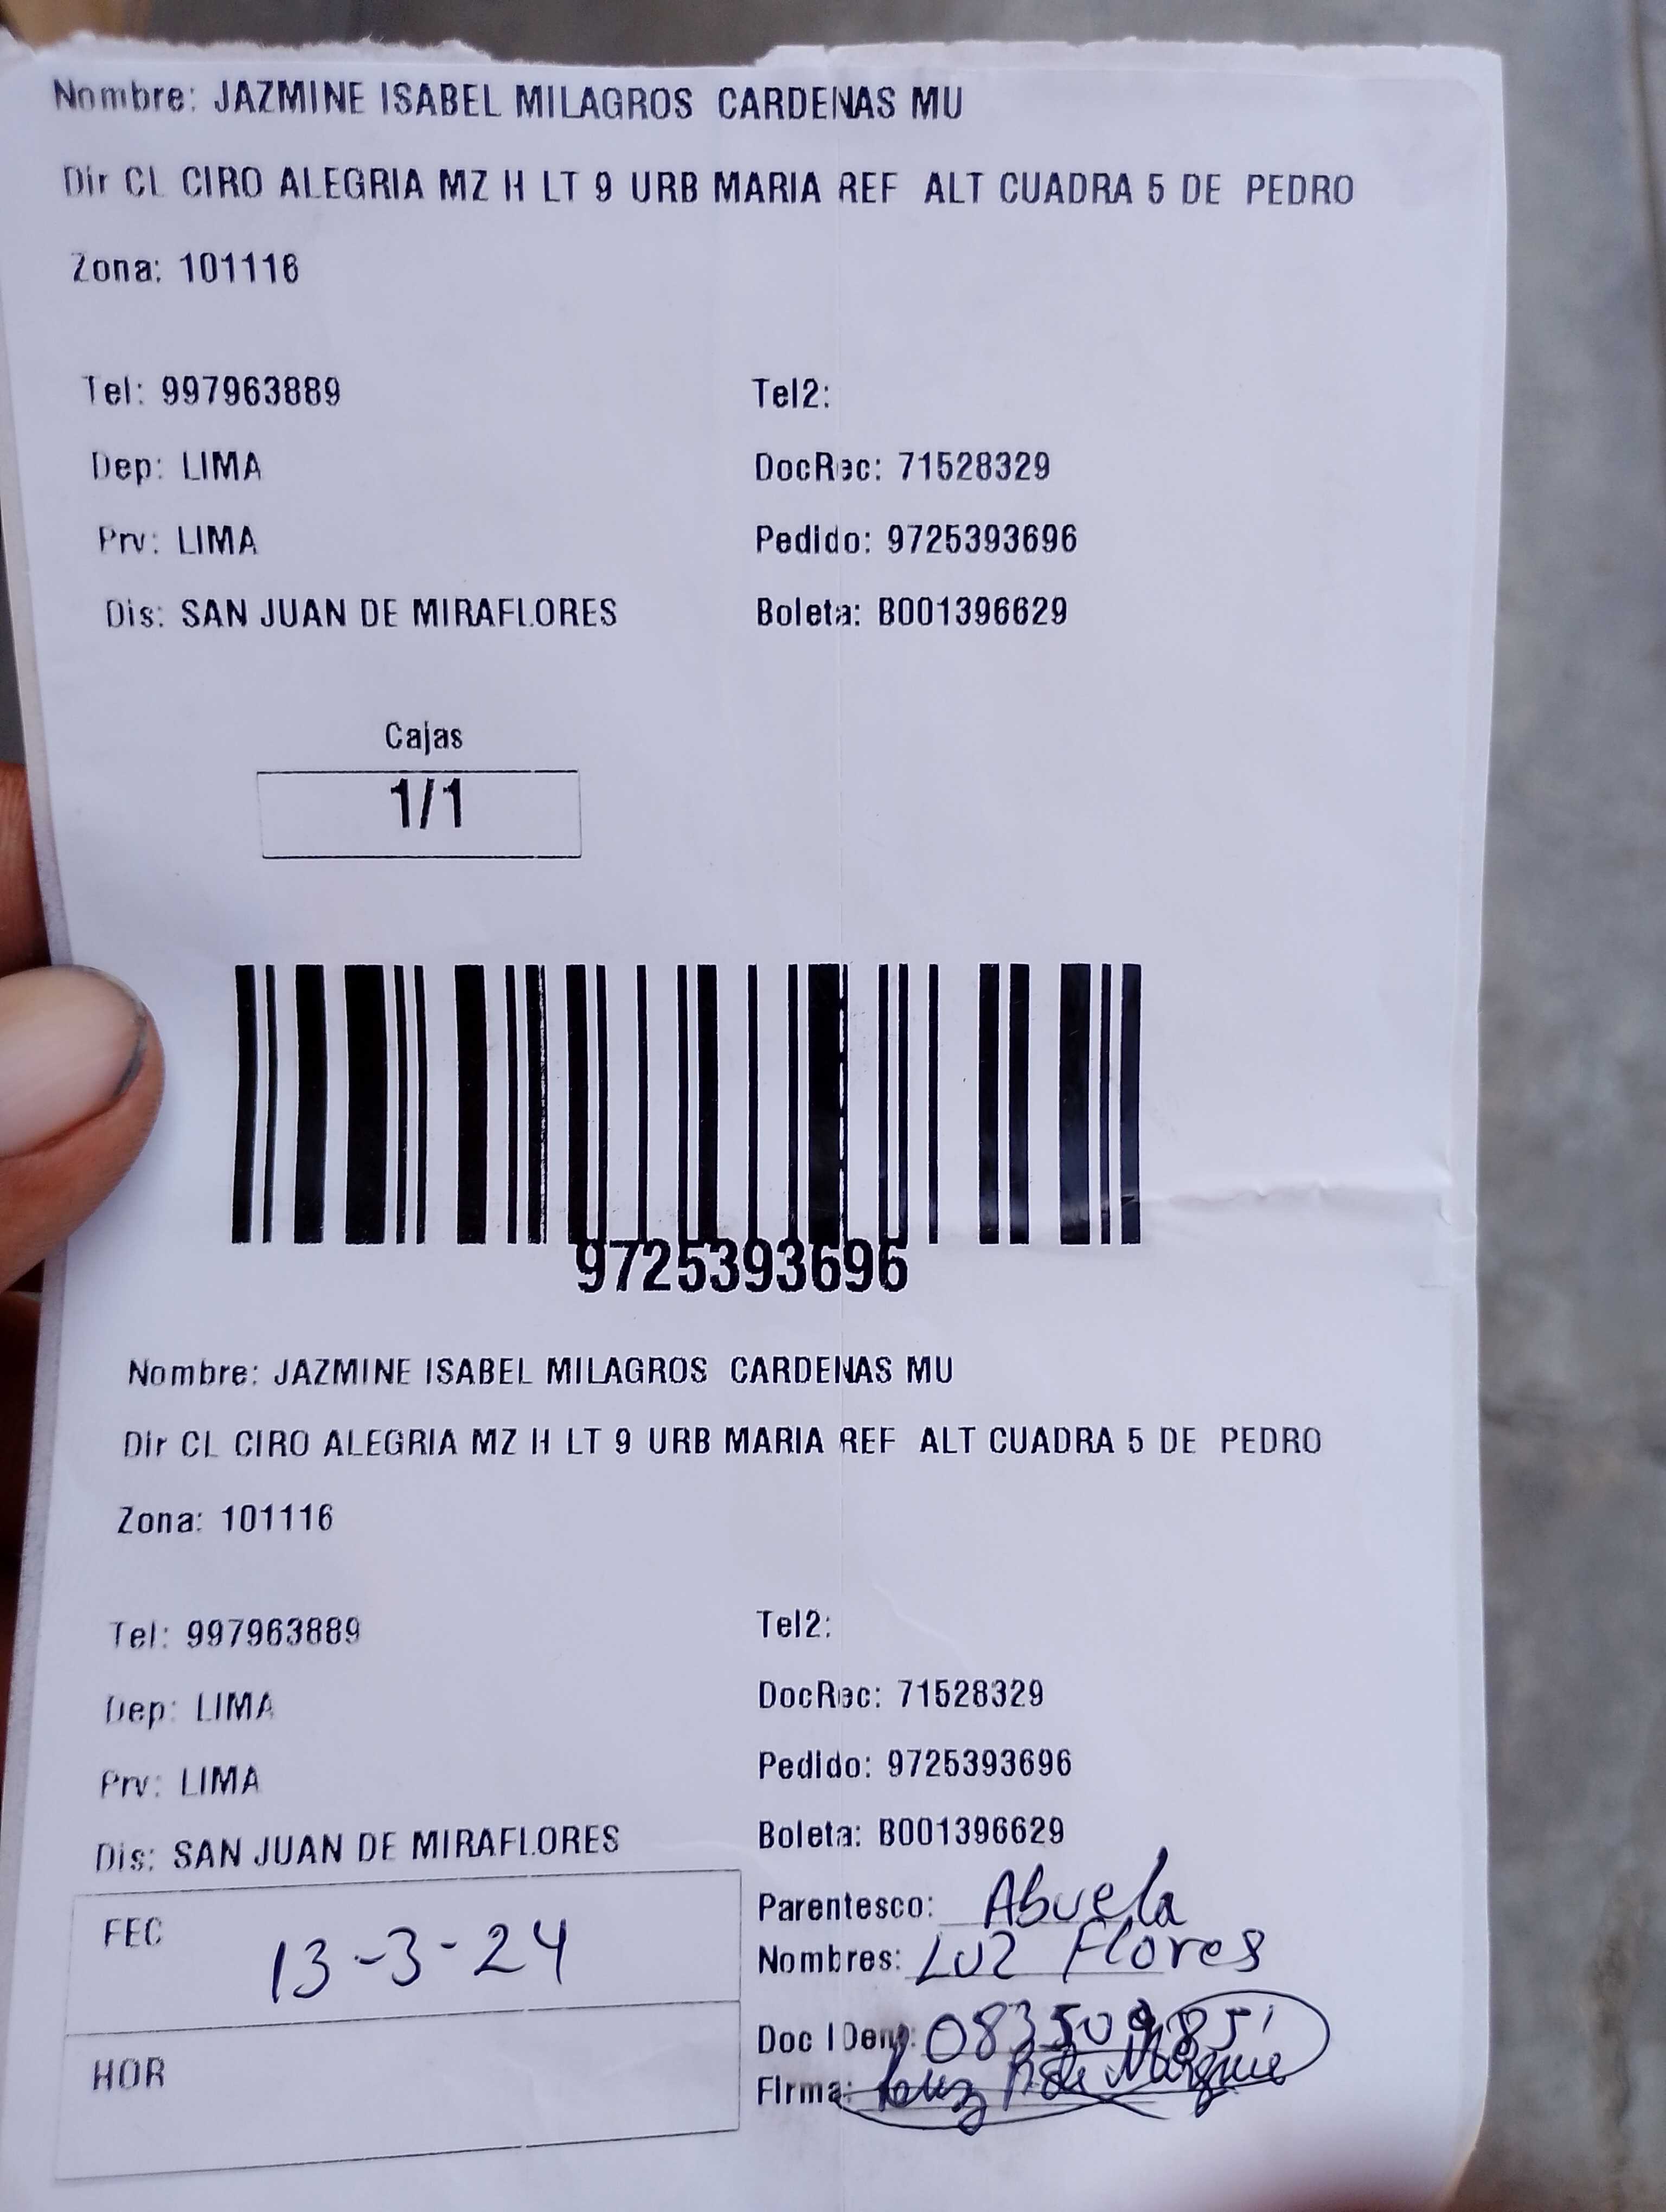 Nombre: JAZMINE ISABEL MILAGROS CARDENAS MU
Dir CL CIRO ALEGRIA MZ H LT 9 URB MARIA REF ALT CUADRA 5 DE PEDRO
Zona: 101116
Tel: 997963889 Tel2:
Dep: LIMA DocRec: 71528329
Prv: LIMA Pedido: 9725393696
Dis: SAN JUAN DE MIRAFLORES Boleta: B001396629
Cajas
1/1
9725393696
Nombre: JAZMINE ISABEL MILAGROS CARDENAS MU
Dir CL CIRO ALEGRIA MZ H LT 9 URB MARIA REF ALT CUADRA 5 DE PEDRO
Zona: 101116
Tel: 997963889 Tel2:
Dep: LIMA DocRec: 71528329
Prv: LIMA Pedido: 9725393696
Dis: SAN JUAN DE MIRAFLORES Boleta: B001396629
FEC 13-3-24
HOR
Parentesco: Abuela
Nombres: Luz Flores
Doc IDen:
Firma: Luz